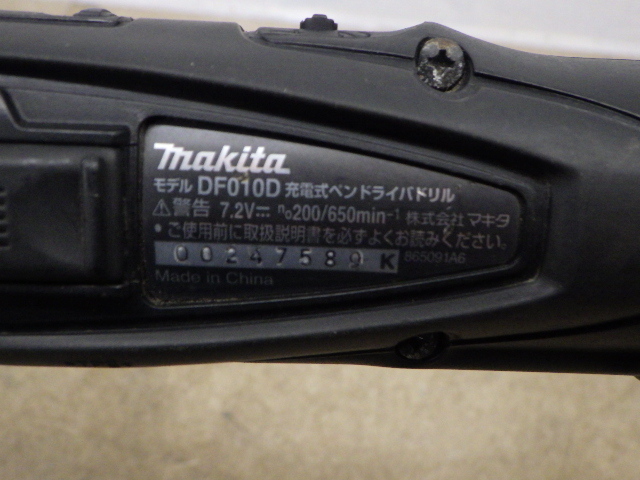 makita
モデル DF010D 充電式ペンドライバドリル
⚠警告 7.2V⎓ n₀200/650min⁻¹ 株式会社マキタ
・ご使用前に取扱説明書を必ずよくお読みください。
00247589 K 865091A6
Made in China